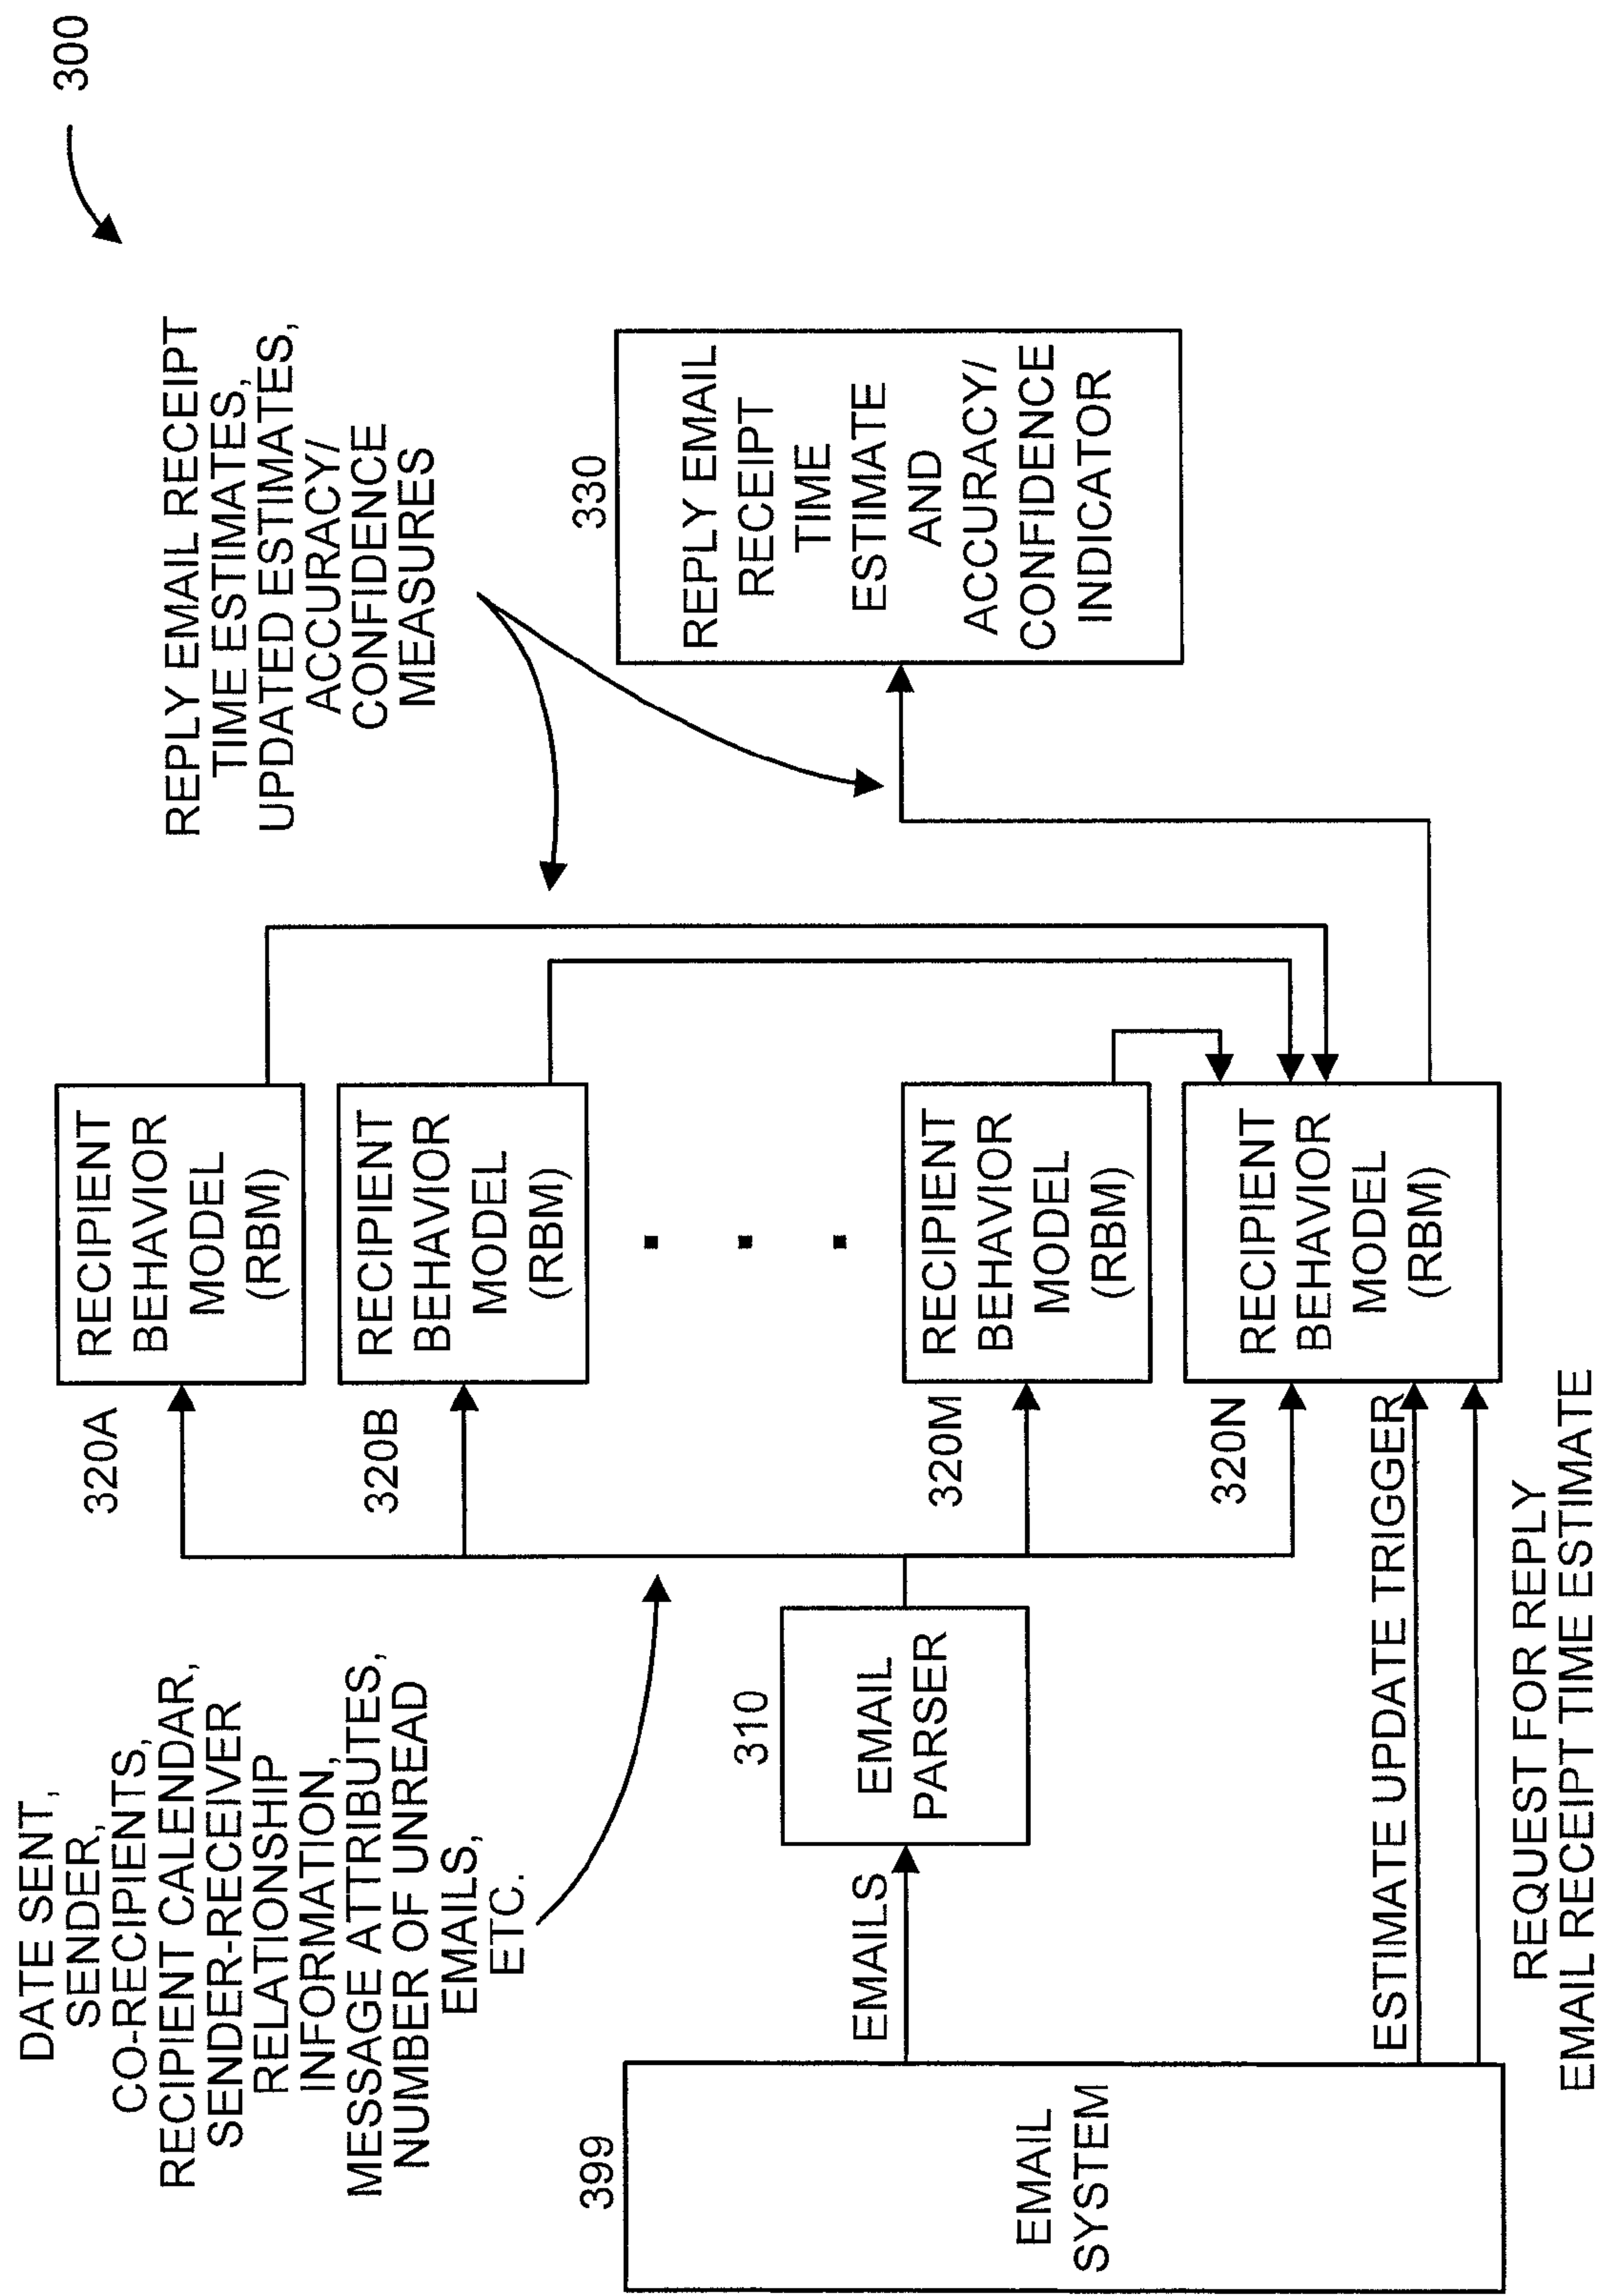 300
DATE SENT,
SENDER,
CO-RECIPIENTS,
RECIPIENT CALENDAR,
SENDER-RECEIVER
RELATIONSHIP
INFORMATION,
MESSAGE ATTRIBUTES,
NUMBER OF UNREAD
EMAILS,
ETC.
320A
RECIPIENT
BEHAVIOR
MODEL
(RBM)
320B
RECIPIENT
BEHAVIOR
MODEL
(RBM)
320M
RECIPIENT
BEHAVIOR
MODEL
(RBM)
320N
RECIPIENT
BEHAVIOR
MODEL
(RBM)
REPLY EMAIL RECEIPT
TIME ESTIMATES,
UPDATED ESTIMATES,
ACCURACY/
CONFIDENCE
MEASURES
330
REPLY EMAIL
RECEIPT
TIME
ESTIMATE
AND
ACCURACY/
CONFIDENCE
INDICATOR
399
EMAIL
SYSTEM
EMAILS
310
EMAIL
PARSER
ESTIMATE UPDATE TRIGGER
REQUEST FOR REPLY
EMAIL RECEIPT TIME ESTIMATE